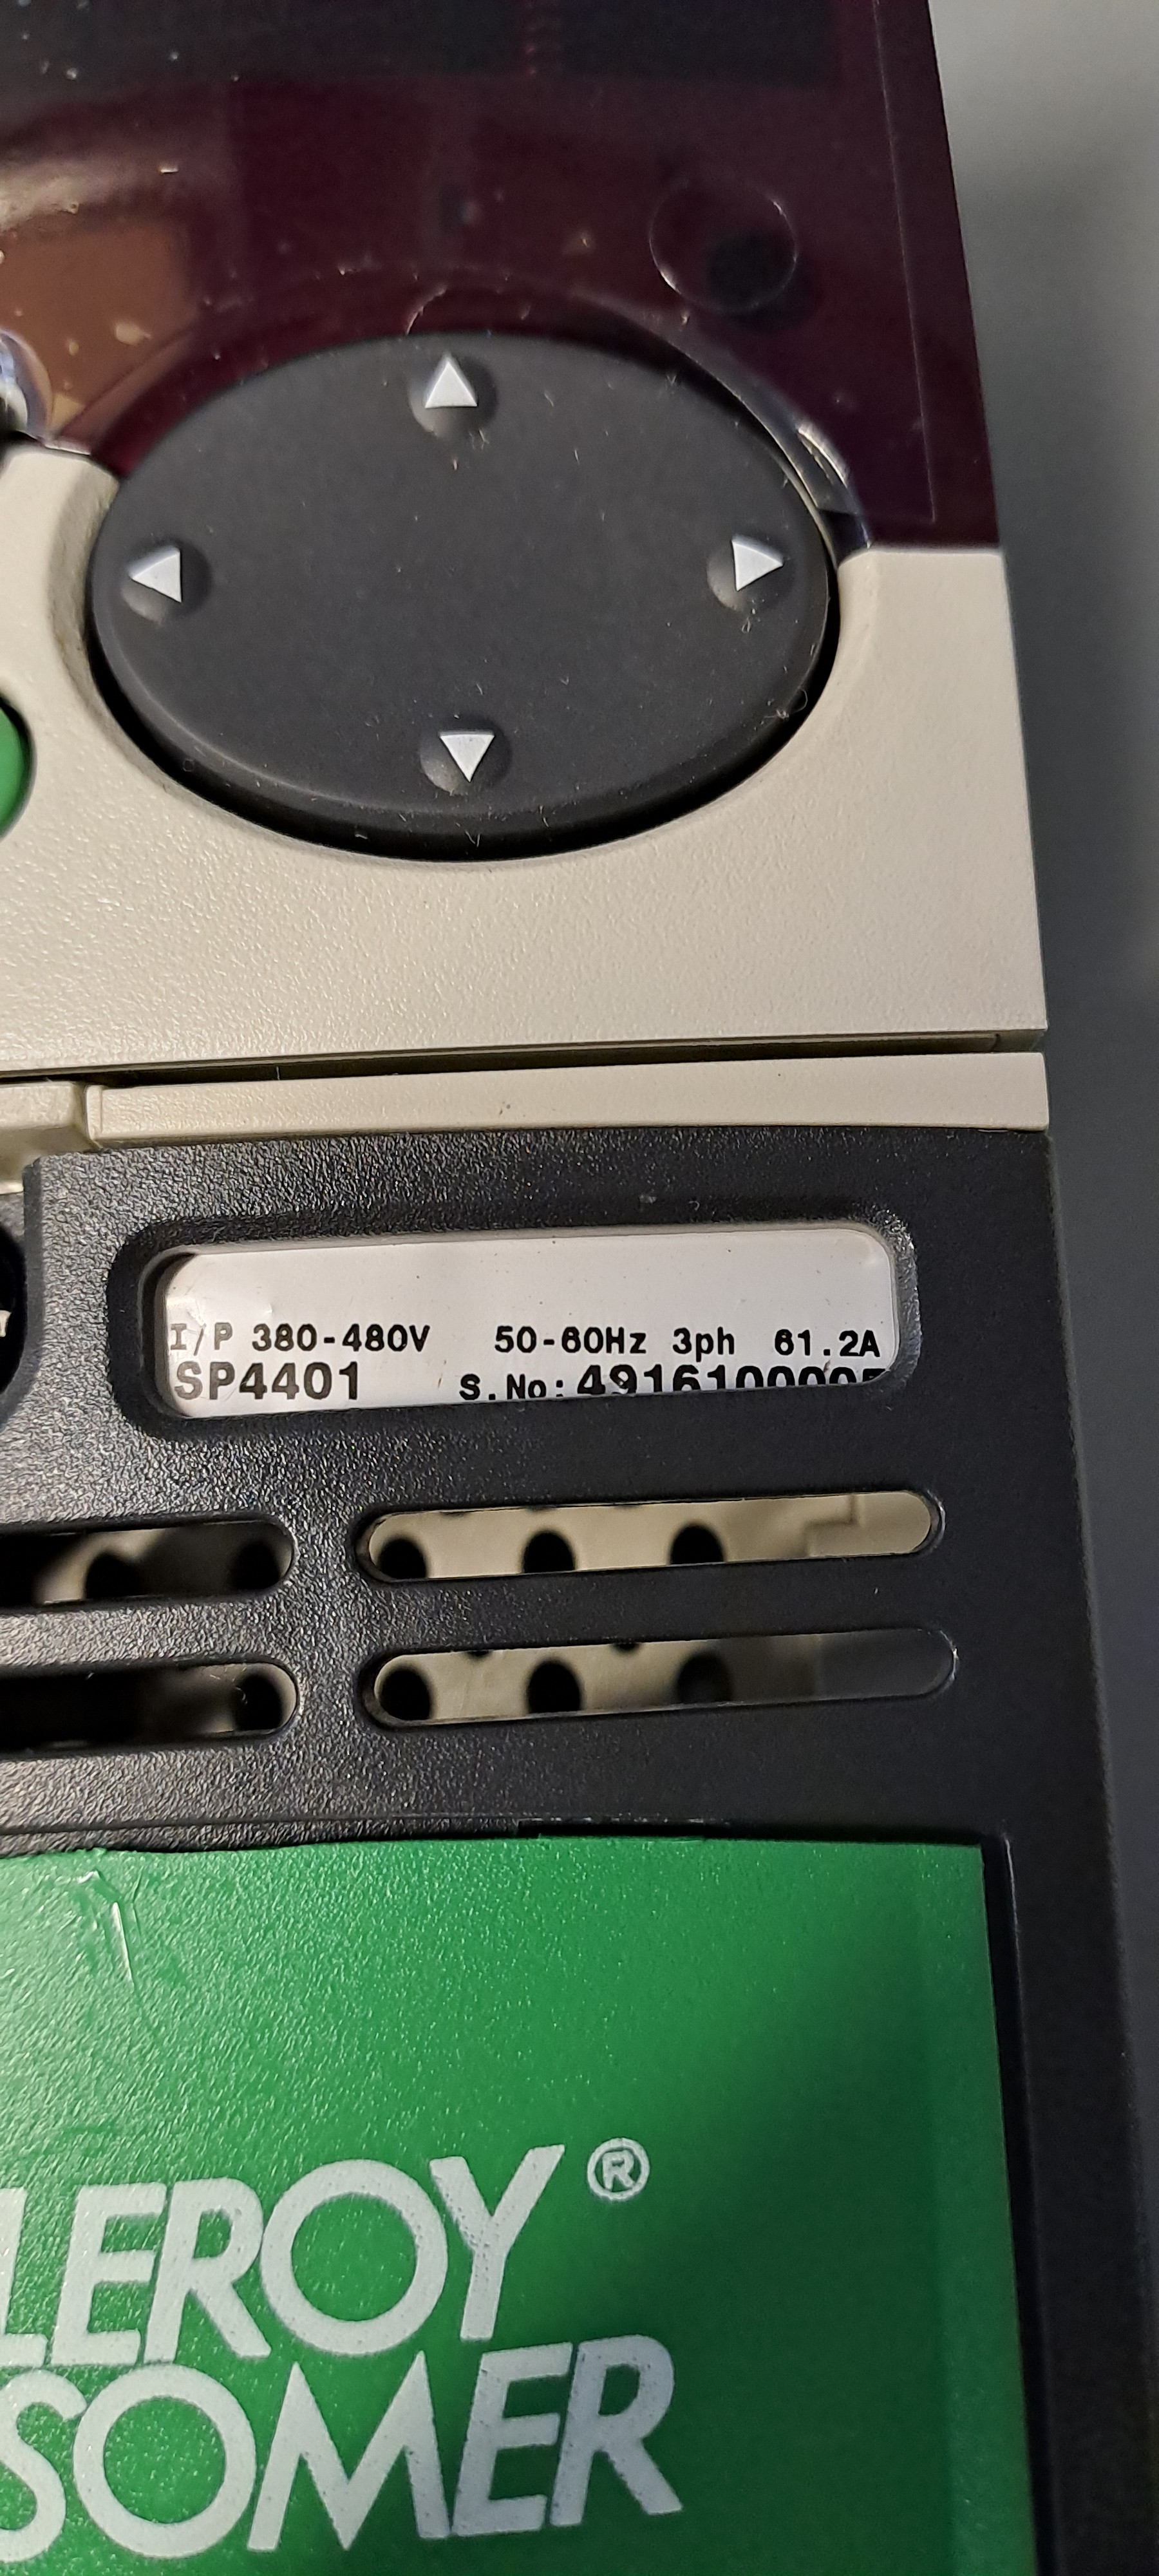 I/P 380-480V 50-60Hz 3ph 61.2A
SP4401 S.No:
LEROY®
SOMER